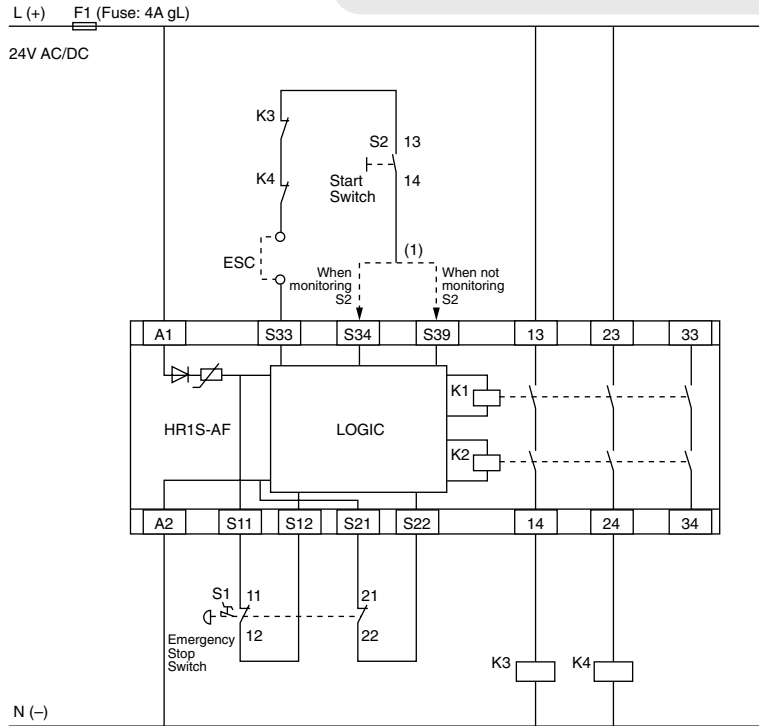 L (+) F1 (Fuse: 4A gL)
24V AC/DC
K3
S2 13
K4
Start
Switch
14
ESC
(1)
When
monitoring
S2
When not
monitoring
S2
A1 S33 S34 S39 13 23 33
K1
HR1S-AF
LOGIC
K2
A2 S11 S12 S21 S22 14 24 34
S1 11 21
12 22
Emergency
Stop
Switch
K3 K4
N (–)